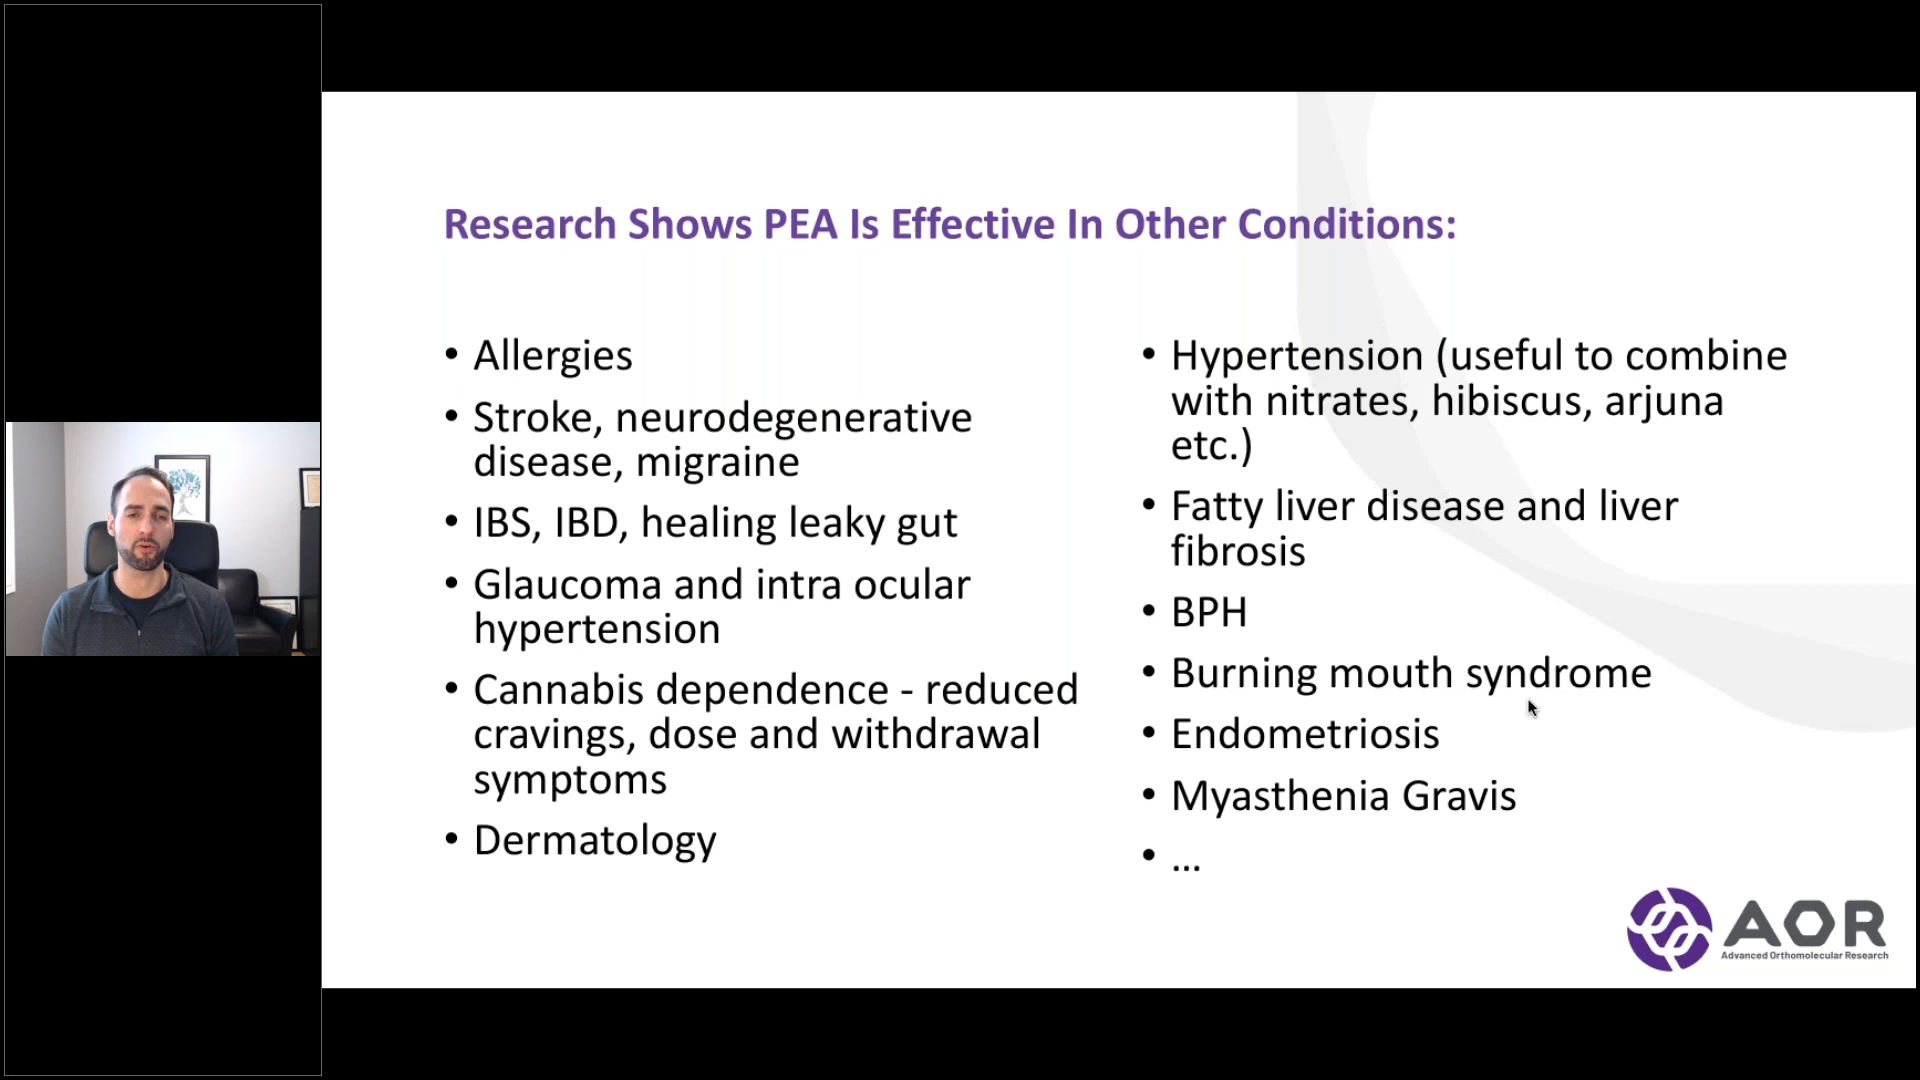 Research Shows PEA Is Effective In Other Conditions:
• Allergies
• Stroke, neurodegenerative
disease, migraine
• IBS, IBD, healing leaky gut
• Glaucoma and intra ocular
hypertension
• Cannabis dependence - reduced
cravings, dose and withdrawal
symptoms
• Dermatology
• Hypertension (useful to combine
with nitrates, hibiscus, arjuna
etc.)
• Fatty liver disease and liver
fibrosis
• BPH
• Burning mouth syndrome
• Endometriosis
• Myasthenia Gravis
• ...
AOR
Advanced Orthomolecular Research